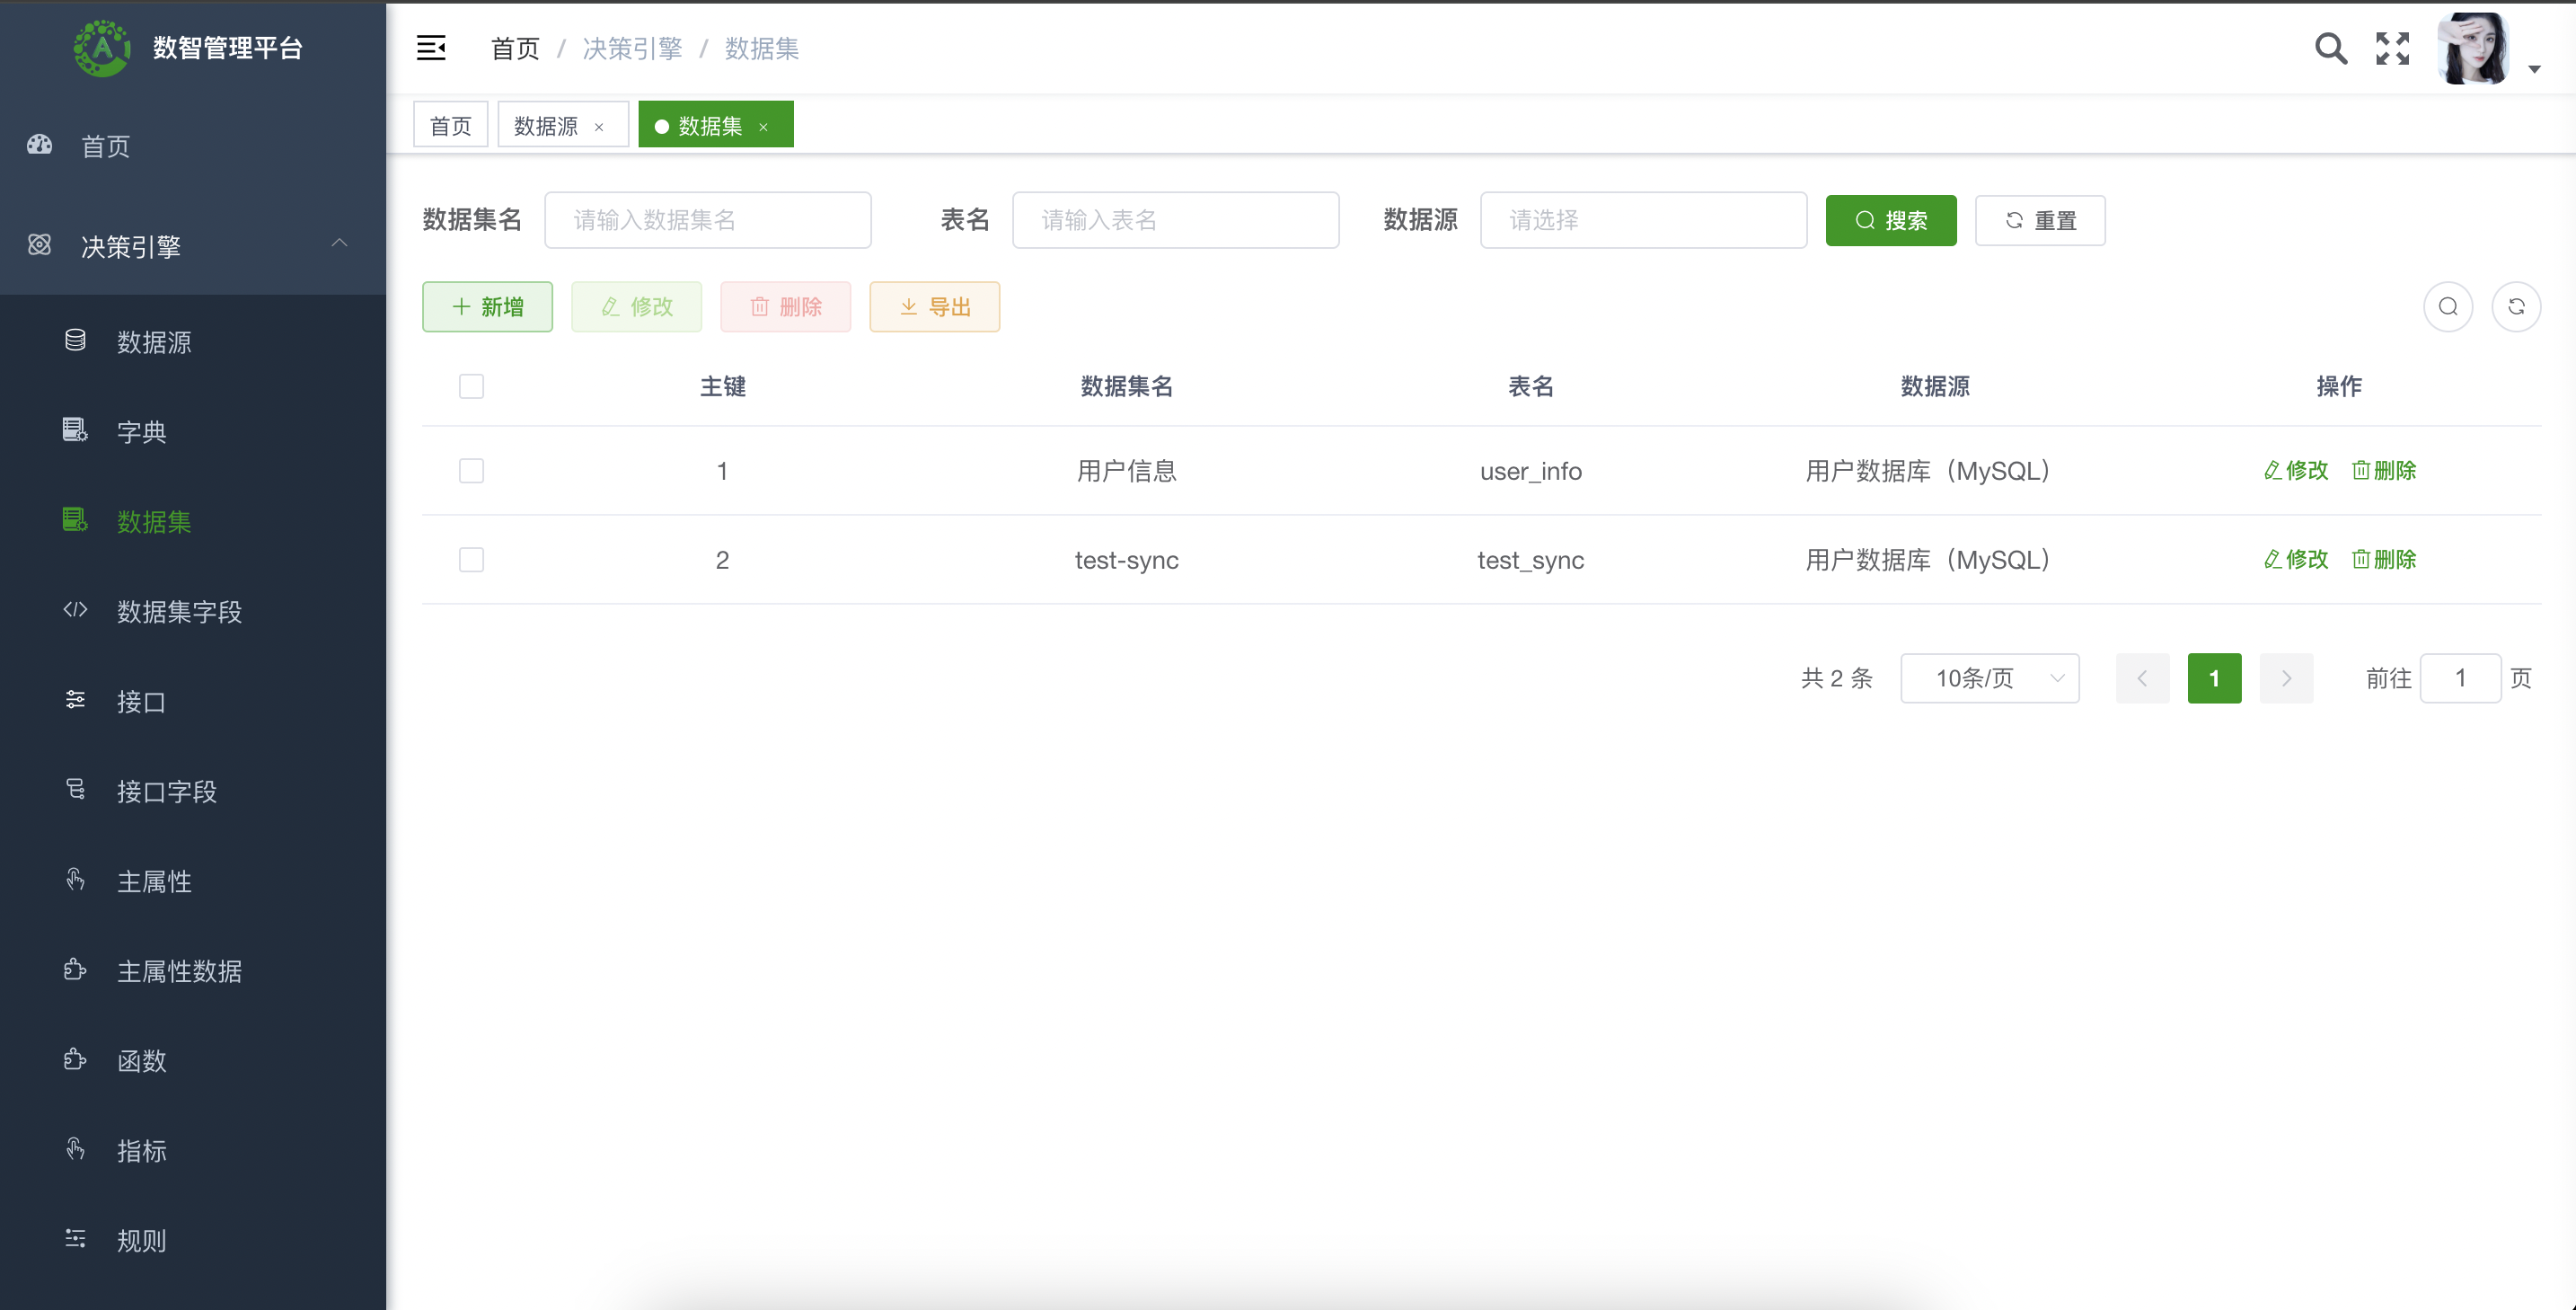 数智管理平台
首页
决策引擎
数据源
字典
数据集
数据集字段
接口
接口字段
主属性
主属性数据
函数
指标
规则
首页 / 决策引擎 / 数据集
首页 数据源 × 数据集 ×
数据集名 请输入数据集名 表名 请输入表名 数据源 请选择 搜索 重置
新增 修改 删除 导出
主键 数据集名 表名 数据源 操作
1 用户信息 user_info 用户数据库（MySQL） 修改 删除
2 test-sync test_sync 用户数据库（MySQL） 修改 删除
共 2 条 10条/页 1 前往 1 页